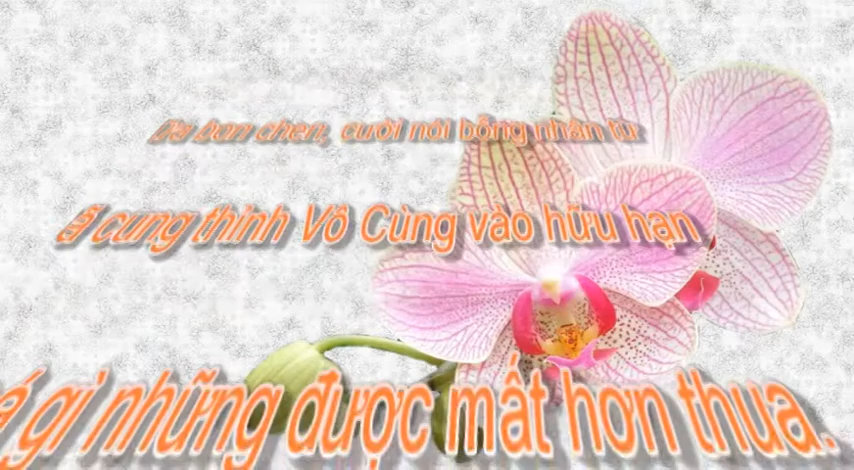 bon chen, cười nói bỗng nhân từ
cung thỉnh Vô Cùng vào hữu hạn
gì những được mất hơn thua.